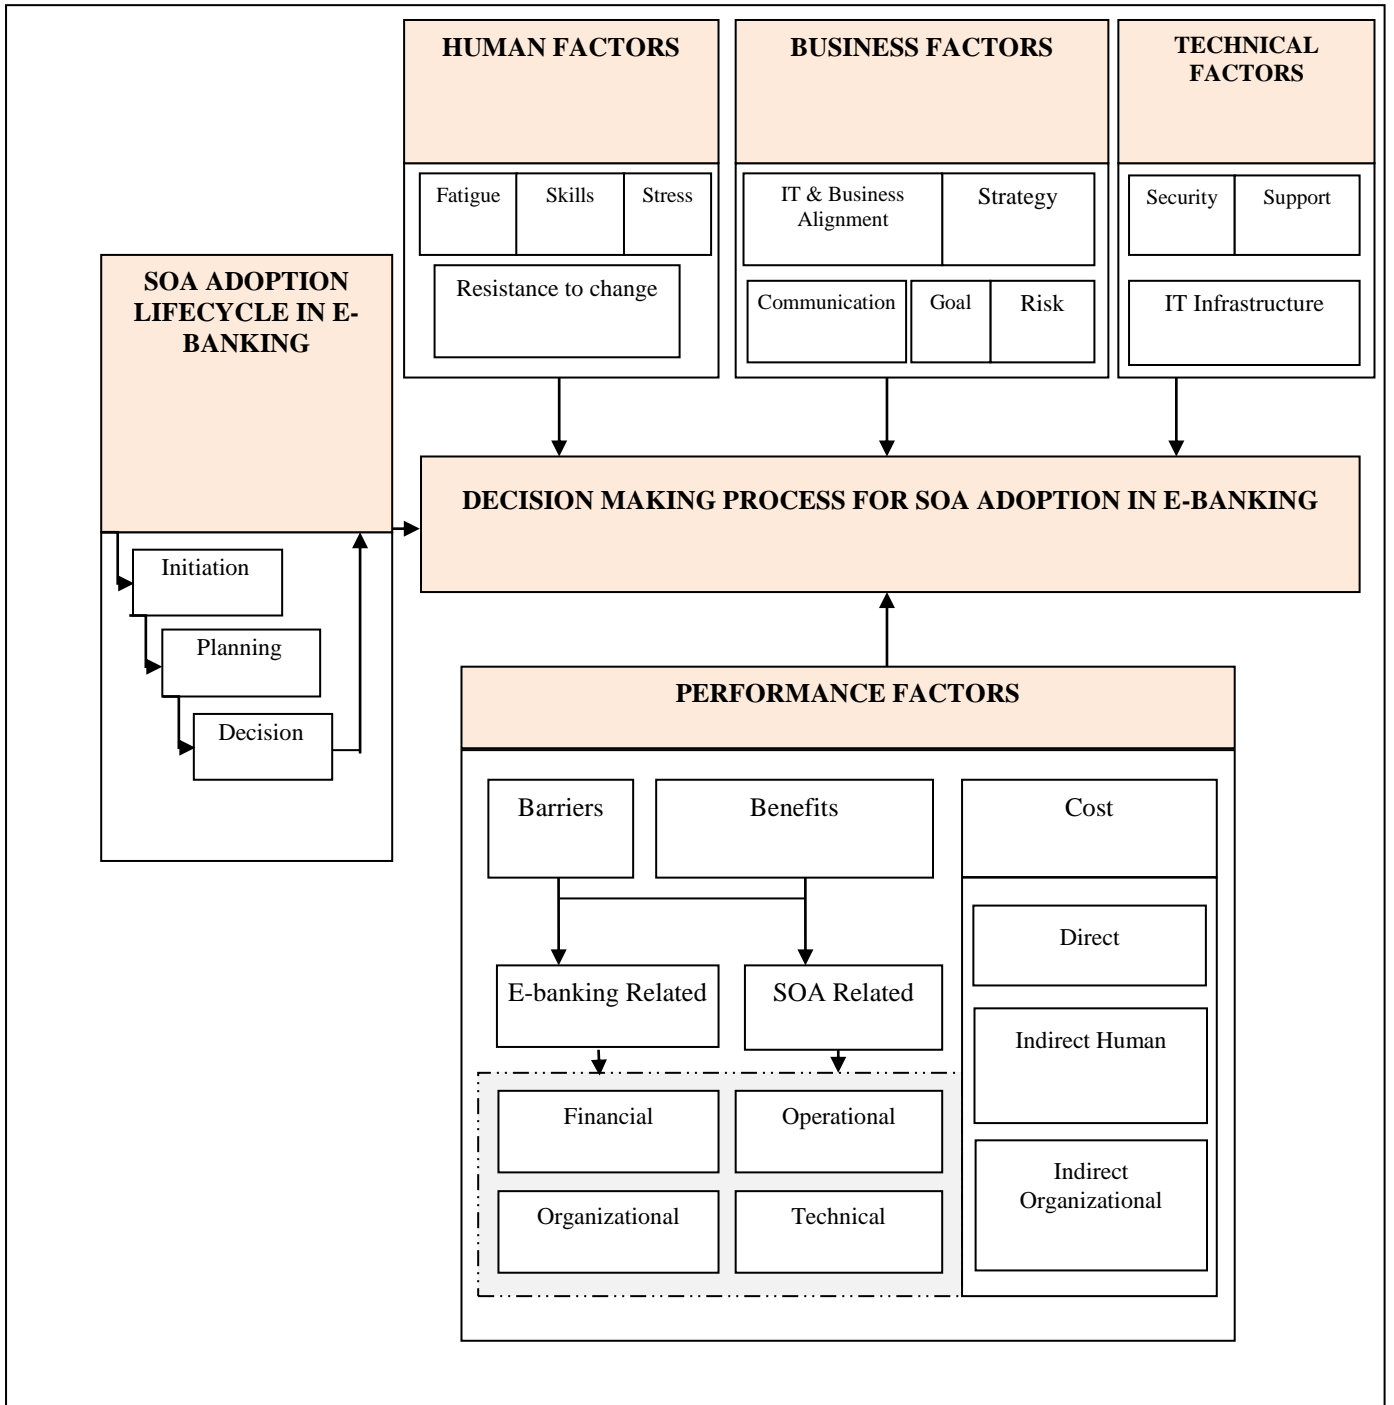 HUMAN FACTORS
BUSINESS FACTORS
TECHNICAL
FACTORS
Fatigue
Skills
Stress
Resistance to change
IT & Business
Alignment
Strategy
Communication
Goal
Risk
Security
Support
IT Infrastructure
SOA ADOPTION
LIFECYCLE IN E-
BANKING
Initiation
Planning
Decision
DECISION MAKING PROCESS FOR SOA ADOPTION IN E-BANKING
PERFORMANCE FACTORS
Barriers
Benefits
Cost
E-banking Related
SOA Related
Financial
Operational
Organizational
Technical
Direct
Indirect Human
Indirect
Organizational